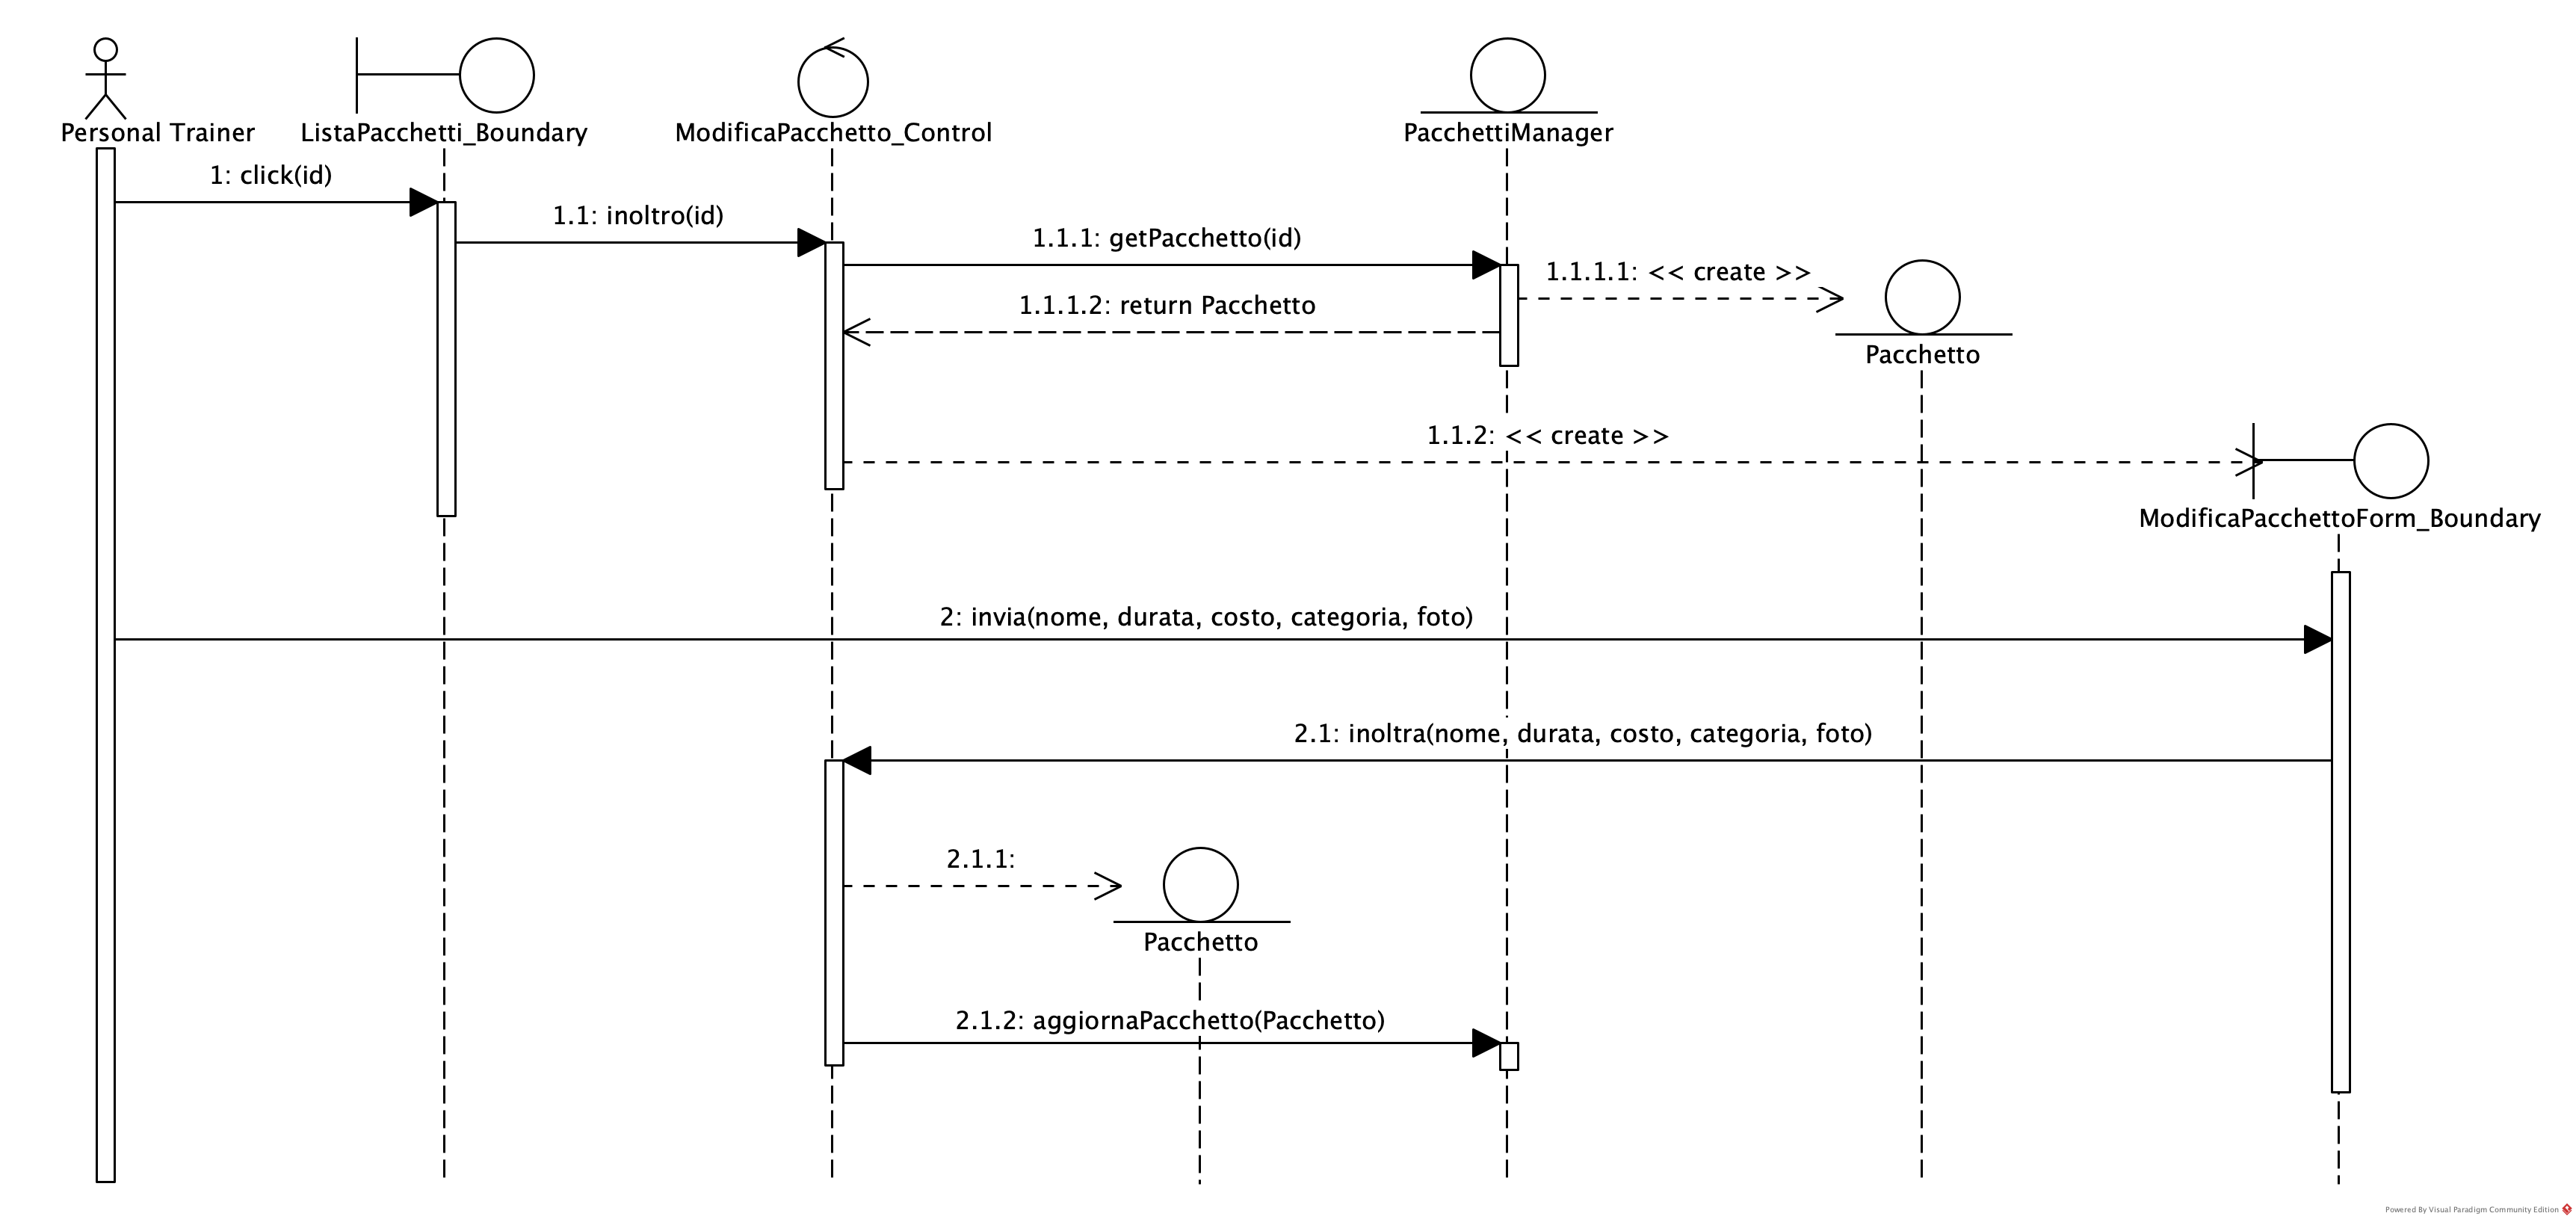 Personal Trainer
ListaPacchetti_Boundary
ModificaPacchetto_Control
PacchettiManager
1: click(id)
1.1: inoltro(id)
1.1.1: getPacchetto(id)
1.1.1.1: << create >>
1.1.1.2: return Pacchetto
Pacchetto
1.1.2: << create >>
ModificaPacchettoForm_Boundary
2: invia(nome, durata, costo, categoria, foto)
2.1: inoltra(nome, durata, costo, categoria, foto)
2.1.1:
Pacchetto
2.1.2: aggiornaPacchetto(Pacchetto)
Powered By Visual Paradigm Community Edition